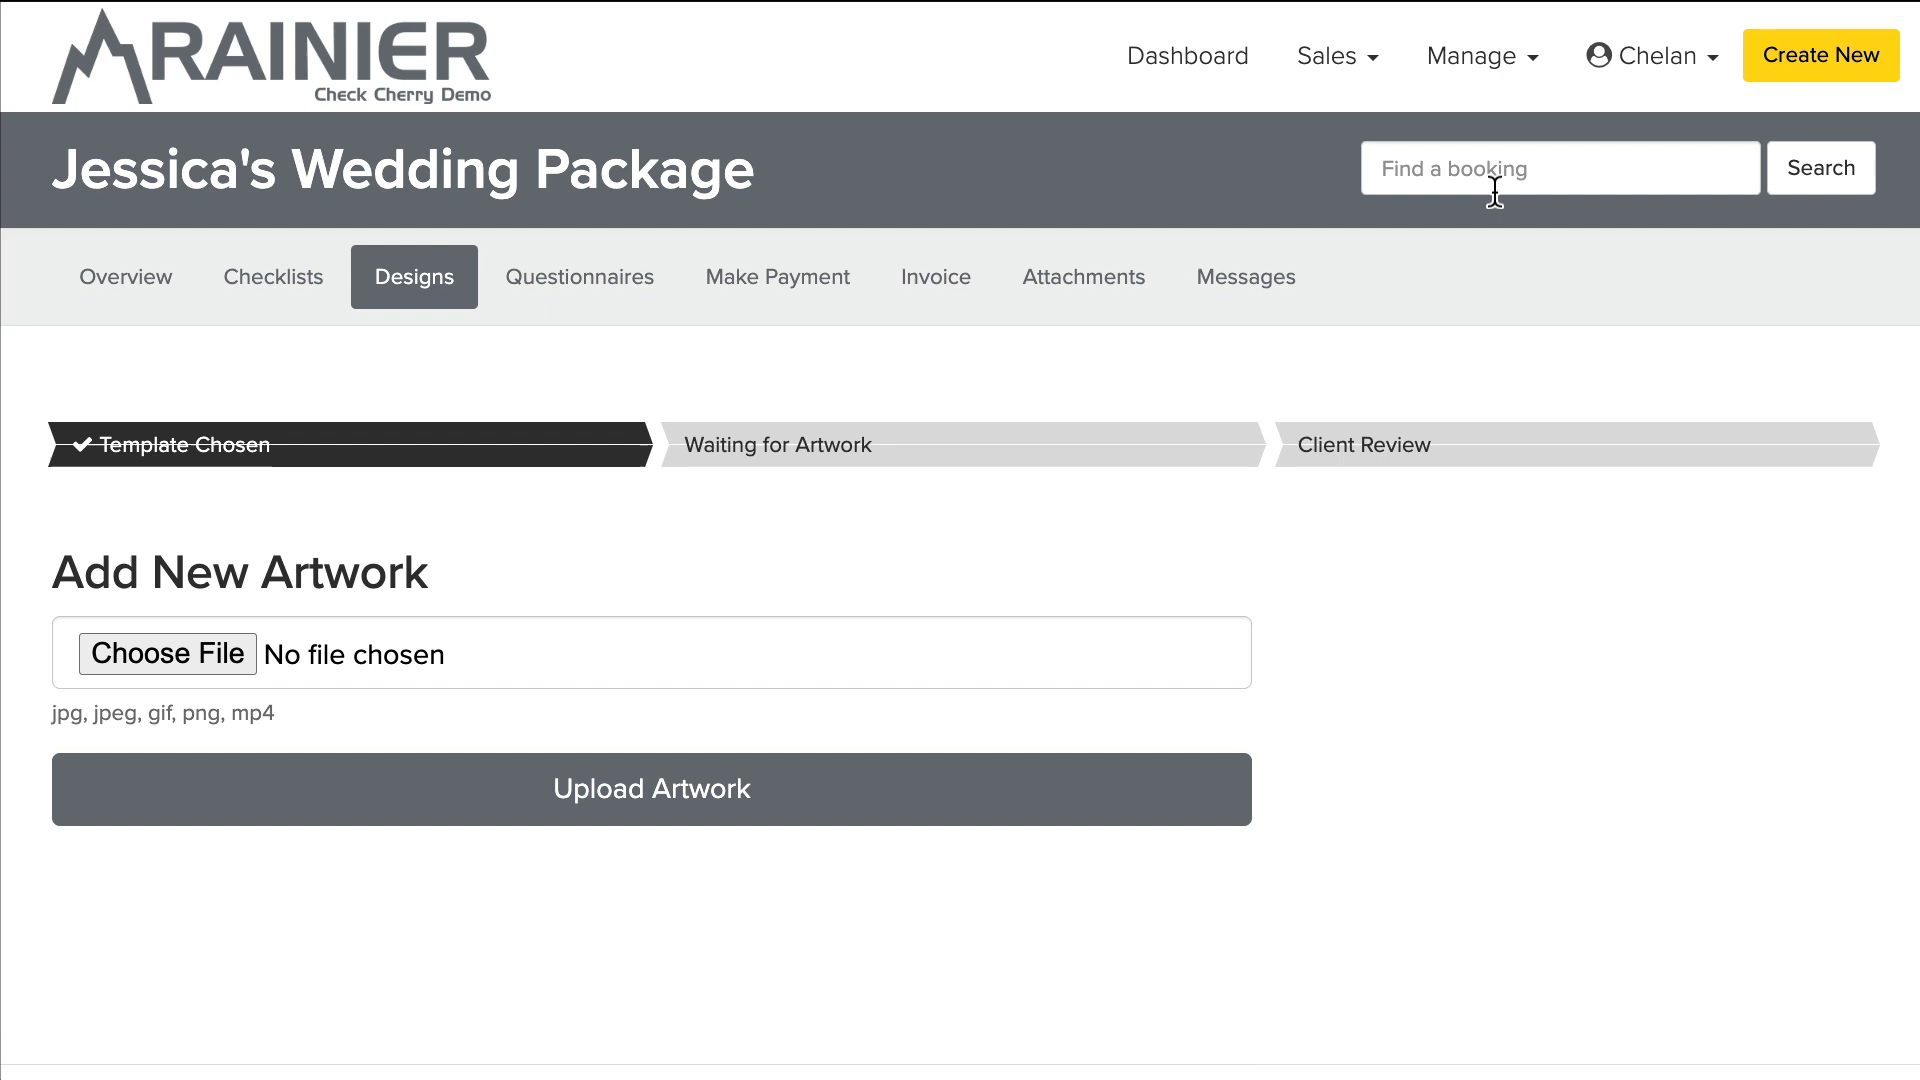 RAINIER
Check Cherry Demo
Dashboard Sales Manage Chelan Create New
Jessica's Wedding Package
Find a booking Search
Overview Checklists Designs Questionnaires Make Payment Invoice Attachments Messages
Template Chosen Waiting for Artwork Client Review
Add New Artwork
Choose File No file chosen
jpg, jpeg, gif, png, mp4
Upload Artwork